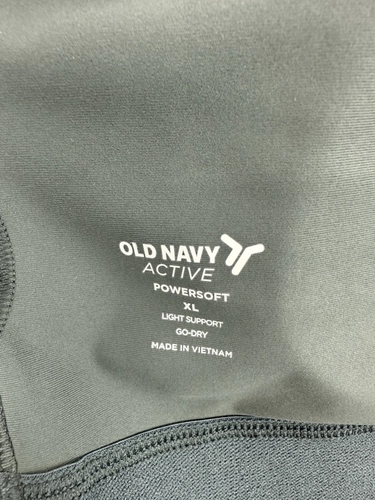 OLD NAVY
ACTIVE
POWERSOFT
XL
LIGHT SUPPORT
GO-DRY
MADE IN VIETNAM